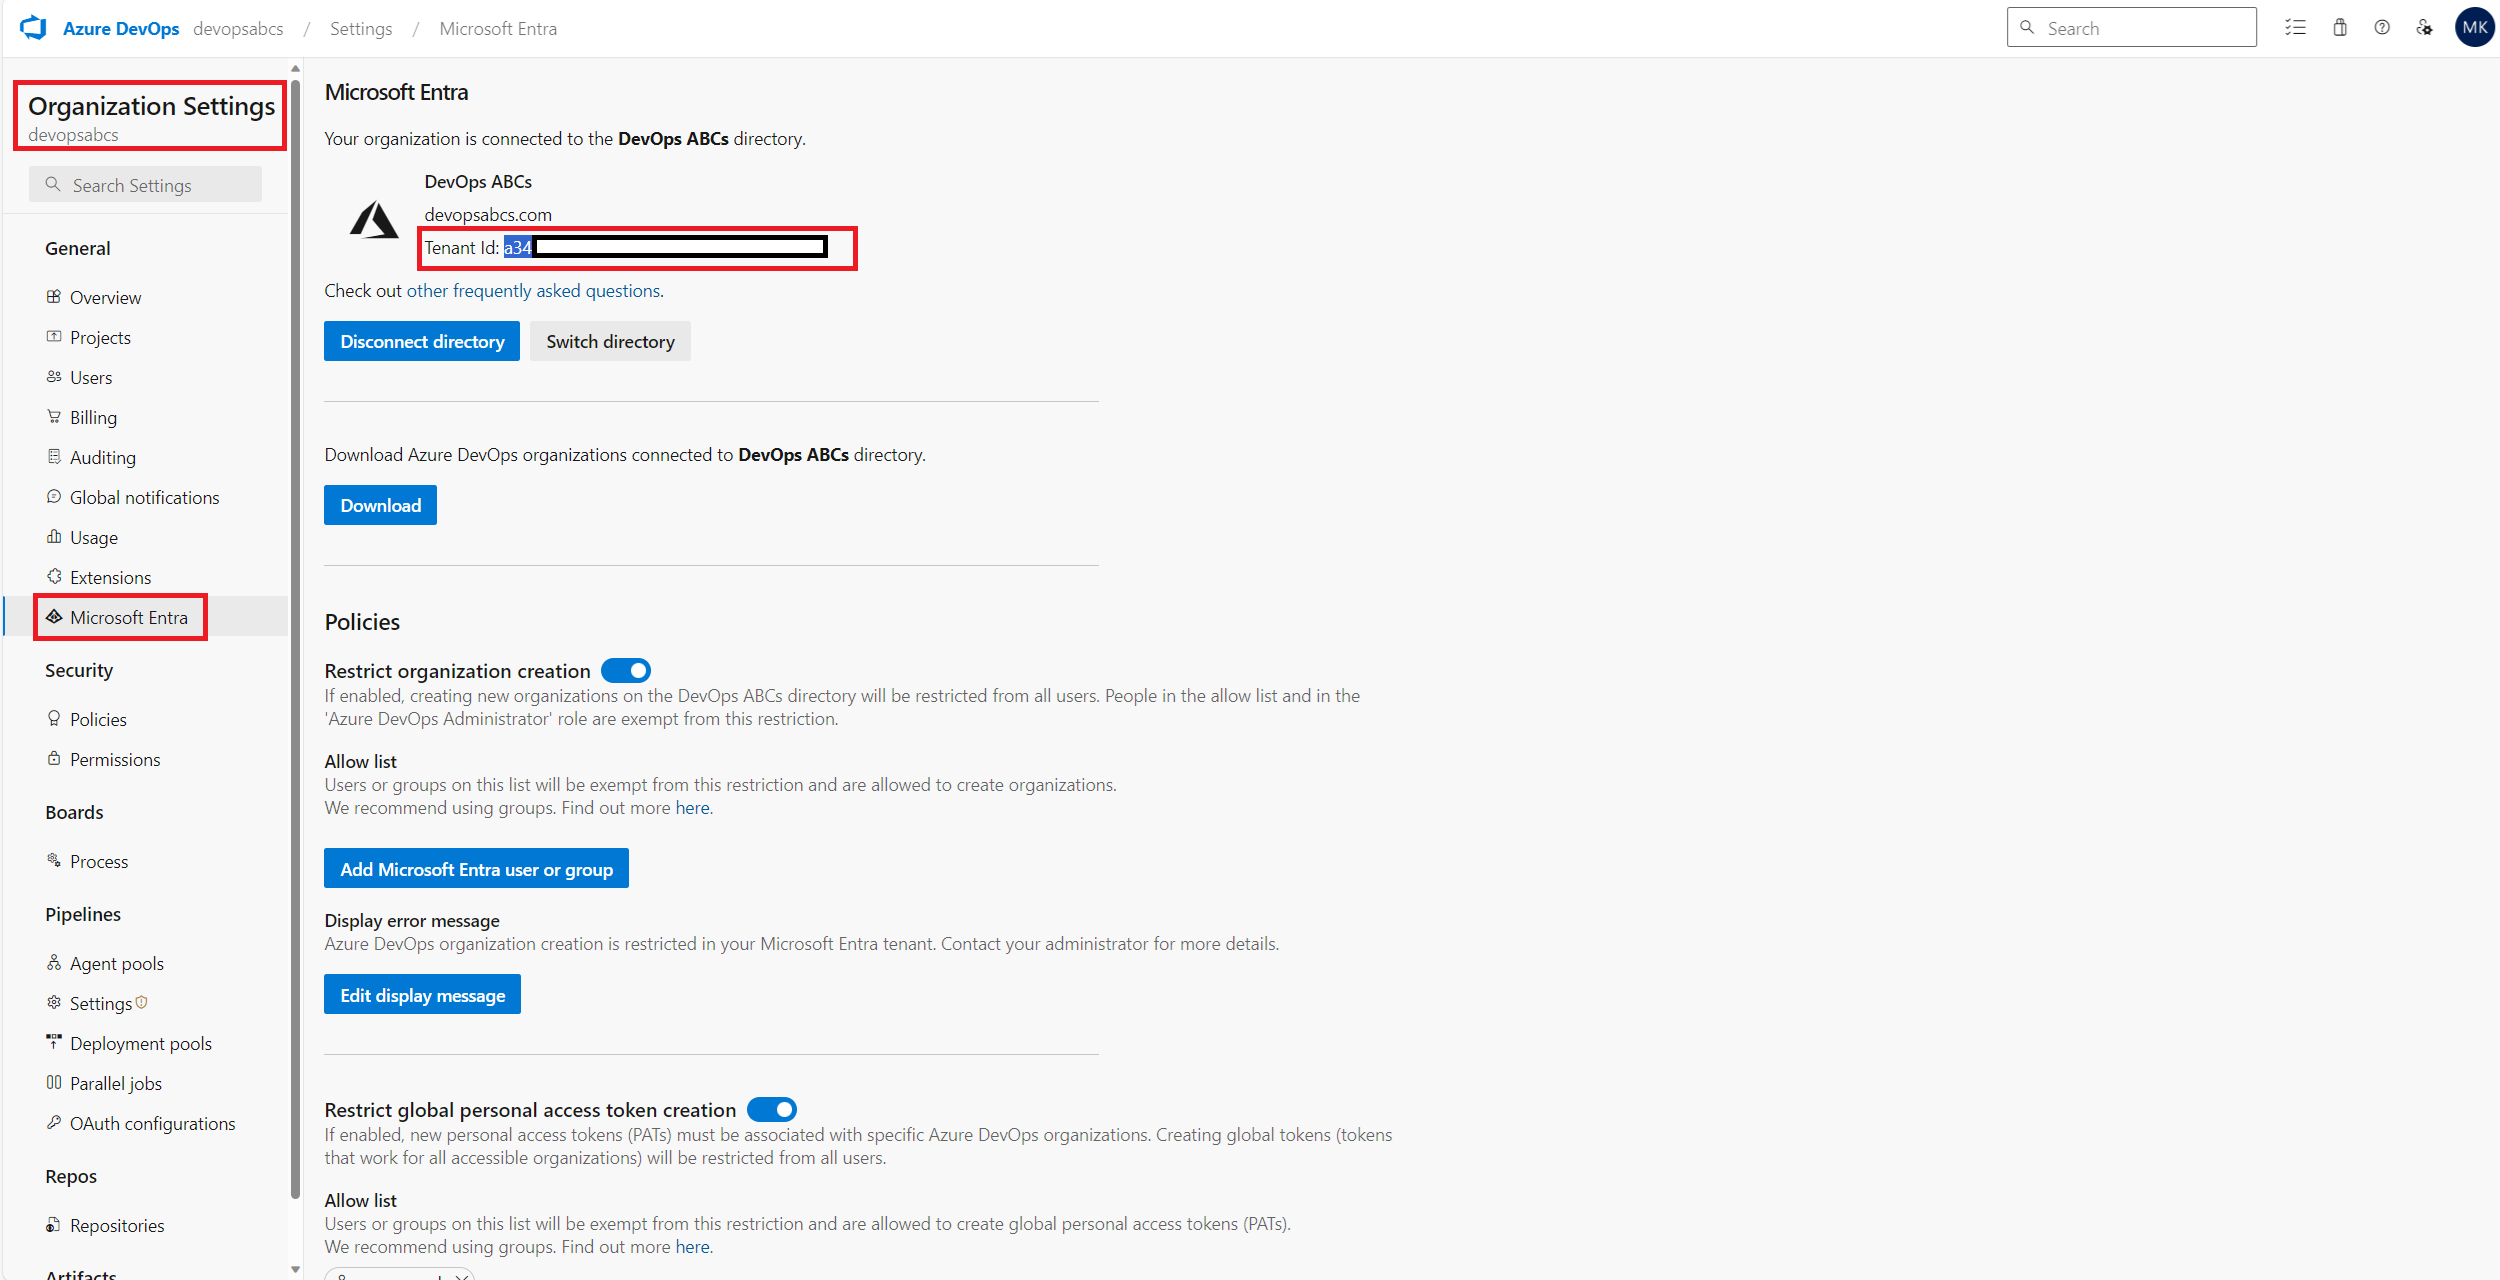 Azure DevOps devopsabcs / Settings / Microsoft Entra
Search
MK
Organization Settings
devopsabcs
Search Settings
General
Overview
Projects
Users
Billing
Auditing
Global notifications
Usage
Extensions
Microsoft Entra
Security
Policies
Permissions
Boards
Process
Pipelines
Agent pools
Settings
Deployment pools
Parallel jobs
OAuth configurations
Repos
Repositories
Artifacts
Microsoft Entra
Your organization is connected to the DevOps ABCs directory.
DevOps ABCs
devopsabcs.com
Tenant Id: a34
Check out other frequently asked questions.
Disconnect directory
Switch directory
Download Azure DevOps organizations connected to DevOps ABCs directory.
Download
Policies
Restrict organization creation
If enabled, creating new organizations on the DevOps ABCs directory will be restricted from all users. People in the allow list and in the
'Azure DevOps Administrator' role are exempt from this restriction.
Allow list
Users or groups on this list will be exempt from this restriction and are allowed to create organizations.
We recommend using groups. Find out more here.
Add Microsoft Entra user or group
Display error message
Azure DevOps organization creation is restricted in your Microsoft Entra tenant. Contact your administrator for more details.
Edit display message
Restrict global personal access token creation
If enabled, new personal access tokens (PATs) must be associated with specific Azure DevOps organizations. Creating global tokens (tokens
that work for all accessible organizations) will be restricted from all users.
Allow list
Users or groups on this list will be exempt from this restriction and are allowed to create global personal access tokens (PATs).
We recommend using groups. Find out more here.